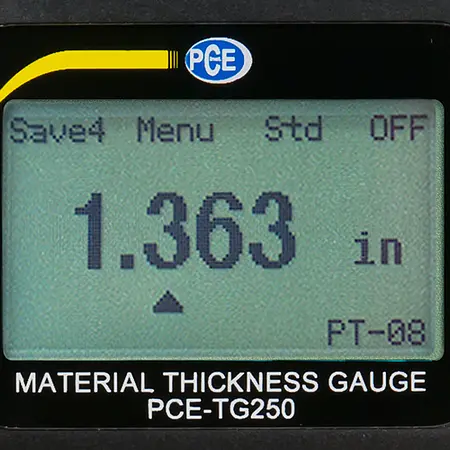 PCE
Save4 Menu Std OFF
1.363 in
PT-08
MATERIAL THICKNESS GAUGE
PCE-TG250